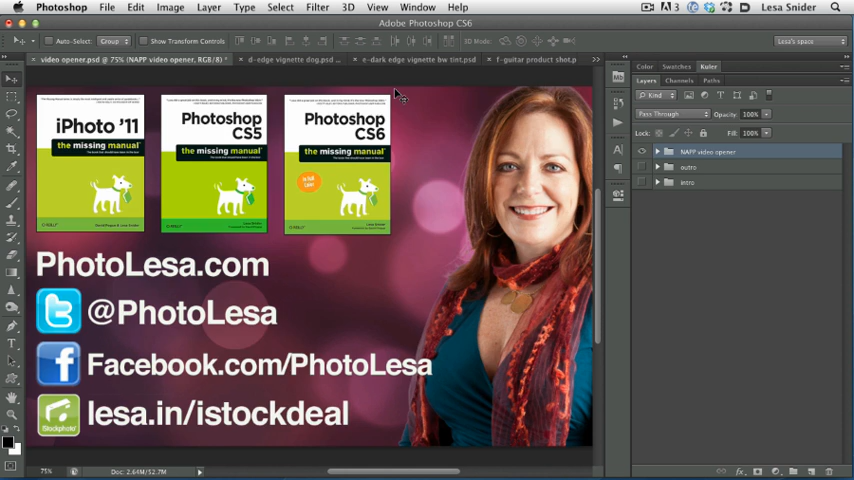 Photoshop File Edit Image Layer Type Select Filter 3D View Window Help 3 Lesa Snider
Adobe Photoshop CS6
Auto-Select: Group Show Transform Controls 3D Mode: Lesa's space
video opener.psd @ 75% (NAPP video opener, RGB/8) * d-edge vignette dog.psd ... e-dark edge vignette bw tint.psd f-guitar product shot.p >>
Color Swatches Kuler
Layers Channels Paths
Kind
Pass Through Opacity: 100%
Lock: Fill: 100%
NAPP video opener
outro
intro
iPhoto '11
the missing manual
Photoshop
CS5
the missing manual
Photoshop
CS6
the missing manual
O'REILLY
PhotoLesa.com
@PhotoLesa
Facebook.com/PhotoLesa
iStockphoto
lesa.in/istockdeal
75% Doc: 2.64M/52.7M